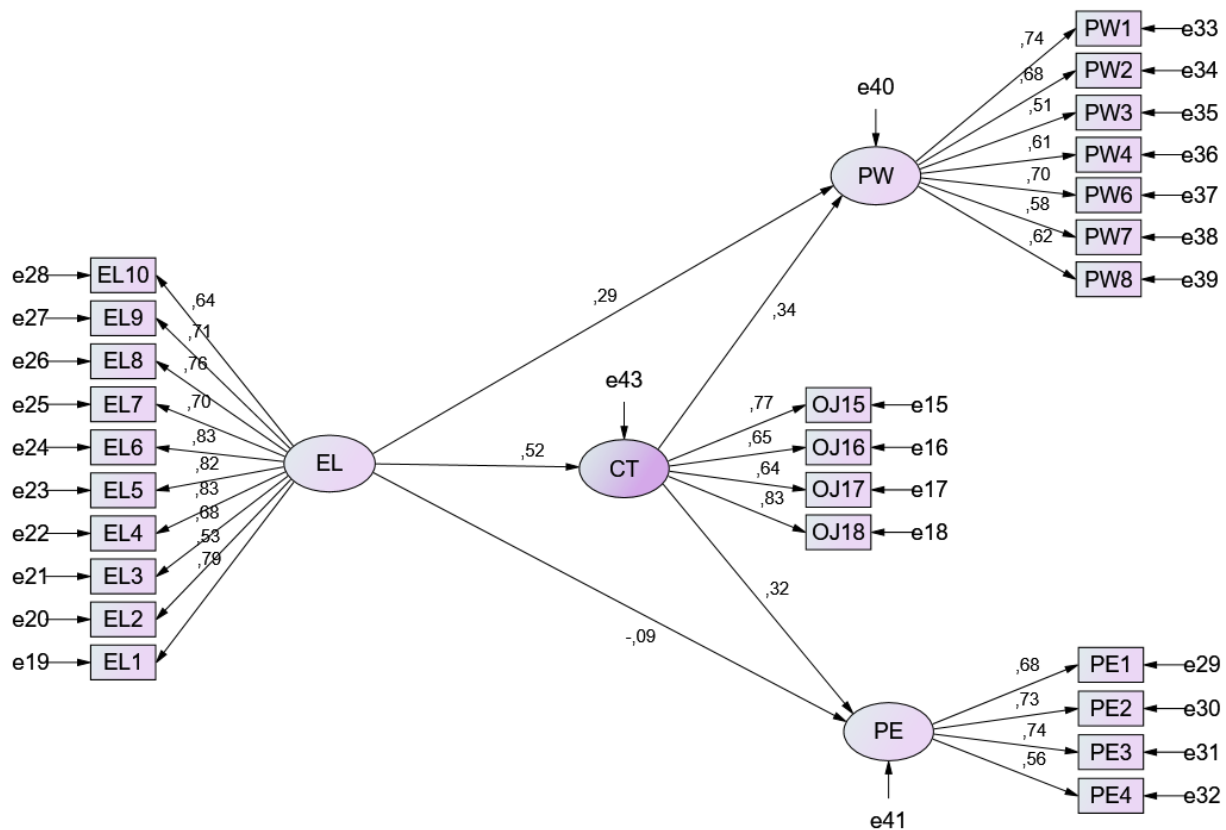 PW1
e33
,74
PW2
e34
,68
e40
PW3
e35
,51
PW4
e36
,61
PW
PW6
e37
,70
PW7
e38
,58
PW8
e39
,62
e28
EL10
,64
,29
,34
e27
EL9
,71
e26
EL8
,76
e43
e25
EL7
,70
,77
OJ15
e15
e24
EL6
,83
EL
,52
CT
,65
OJ16
e16
e23
EL5
,82
,64
OJ17
e17
e22
EL4
,83
,83
OJ18
e18
,68
e21
EL3
,53
,79
e20
EL2
,32
e19
EL1
-,09
,68
PE1
e29
,73
PE2
e30
PE
,74
PE3
e31
,56
PE4
e32
e41